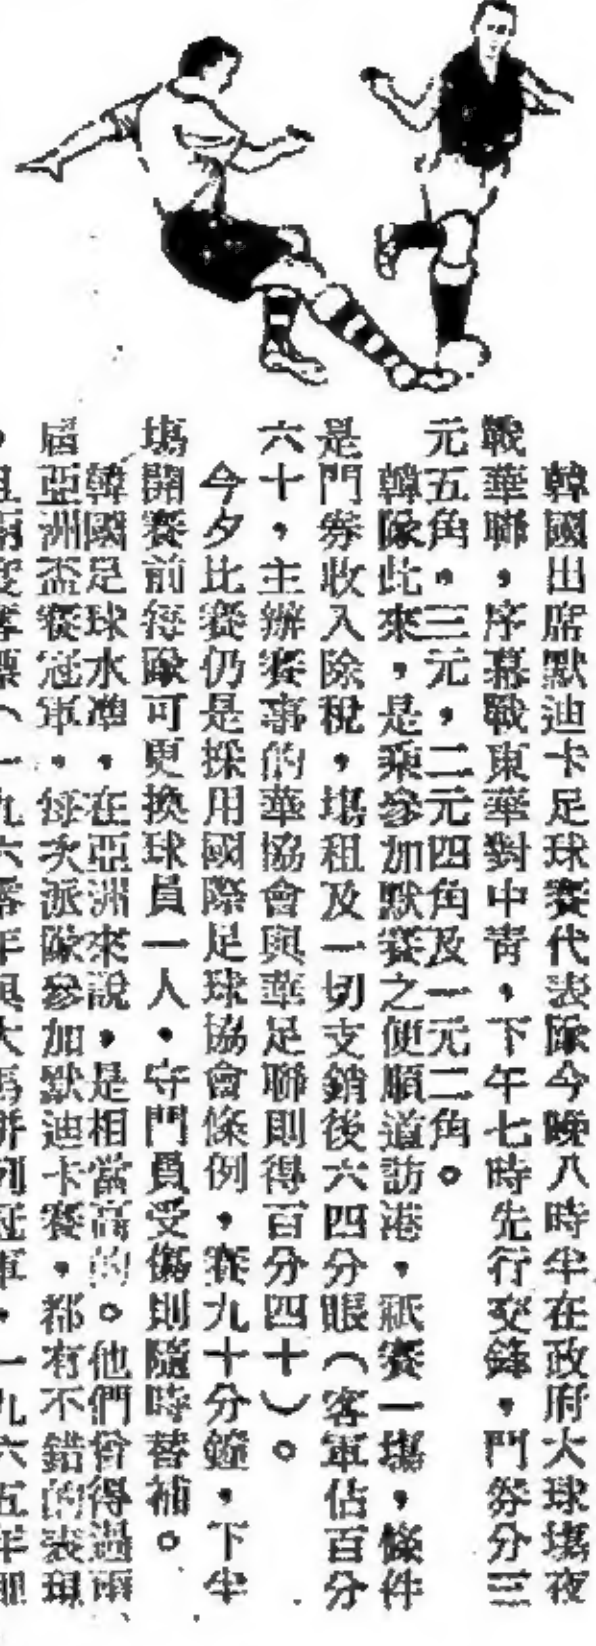 韓國出席默迪卡足球賽代表隊今晚八時半在政府大球塲夜
戰華聯，序幕戰東華對中青，下午七時先行交鋒，門券分三
元五角，三元，二元四角及一元二角。
韓隊此來，是乘參加默賽之便順道訪港，祇賽一塲，條件
是門券收入除稅，塲租及一切支銷後六四分賬（客軍佔百分
六十，主辦賽事的華協會與華足聯則得百分四十）。
今夕比賽仍是採用國際足球協會條例，賽九十分鐘，下半
塲開賽前每隊可更換球員一人，守門員受傷則隨時替補。
韓國足球水準，在亞洲來說，是相當高的。他們曾得過兩
屆亞洲盃賽冠軍，每次派隊參加默迪卡賽，都有不錯的表現